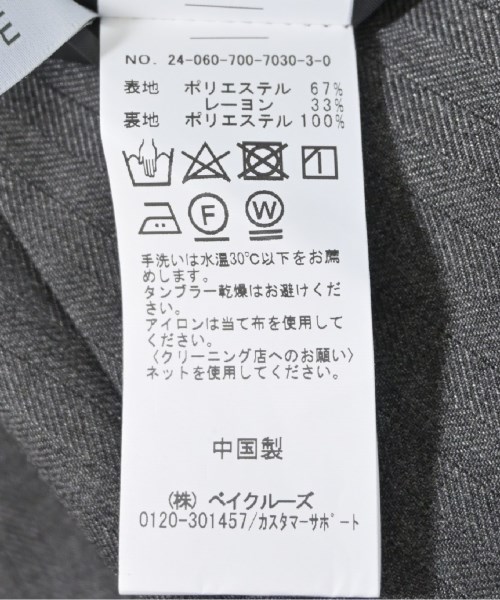 E
NO. 24-060-700-7030-3-0
表地 ポリエステル 67%
レーヨン 33%
裏地 ポリエステル 100%
F W
手洗いは水温30℃以下をお薦
めします。
タンブラー乾燥はお避けくだ
さい。
アイロンは当て布を使用して
ください。
〈クリーニング店へのお願い〉
ネットを使用してください。
中国製
(株) ベイクルーズ
0120-301457/カスタマーサポート